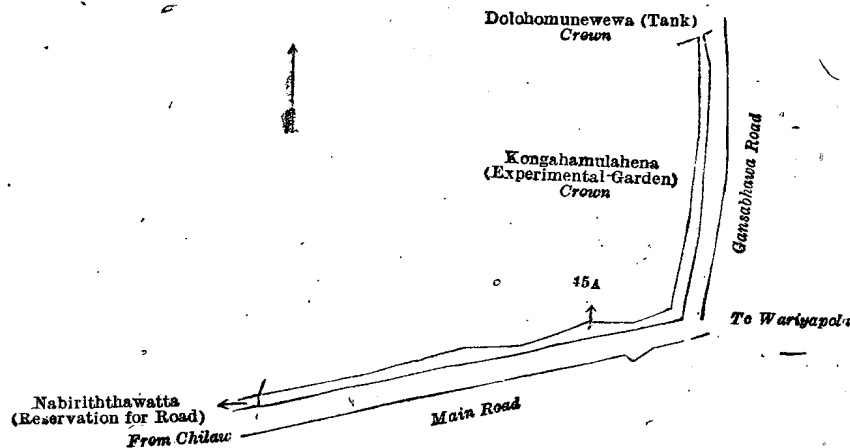 Dolohomunewewa (Tank)
Crown
Kongahamulahena
(Experimental-Garden)
Crown
Gansabhawa Road
45A
To Wariyapola
Nabiriththawatta
(Reservation for Road)
From Chilaw
Main Road